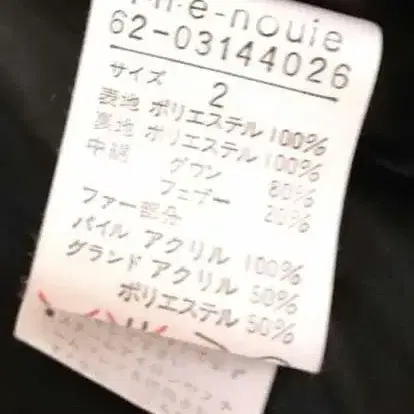 n·e-nouie
62-03144026
サイズ 2
表地 ポリエステル 100%
裏地 ポリエステル 100%
中綿 ダウン 80%
フェザー 20%
ファー部分
パイル アクリル 100%
グランド アクリル 50%
ポリエステル 50%